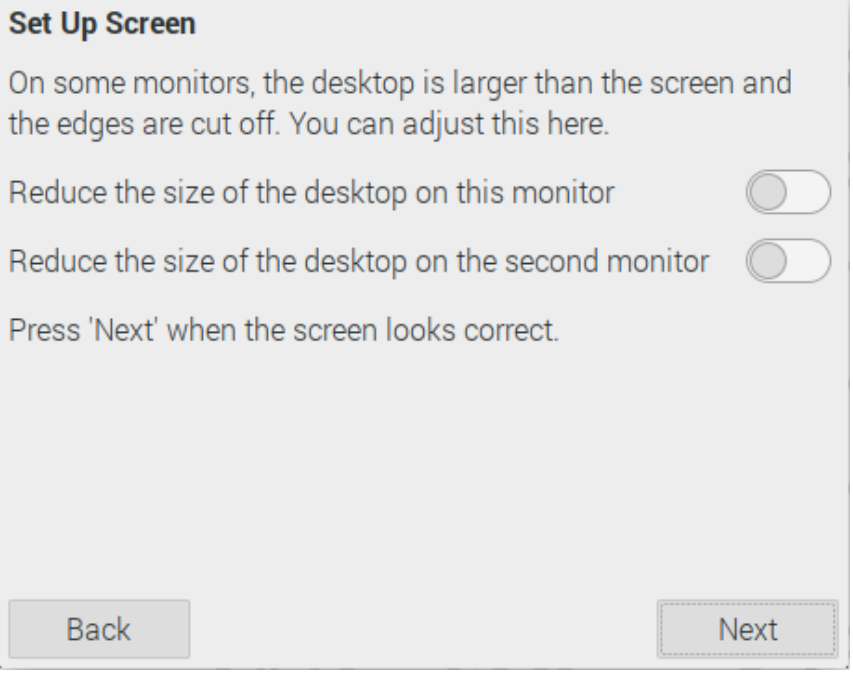 Set Up Screen
On some monitors, the desktop is larger than the screen and
the edges are cut off. You can adjust this here.
Reduce the size of the desktop on this monitor
Reduce the size of the desktop on the second monitor
Press 'Next' when the screen looks correct.
Back
Next